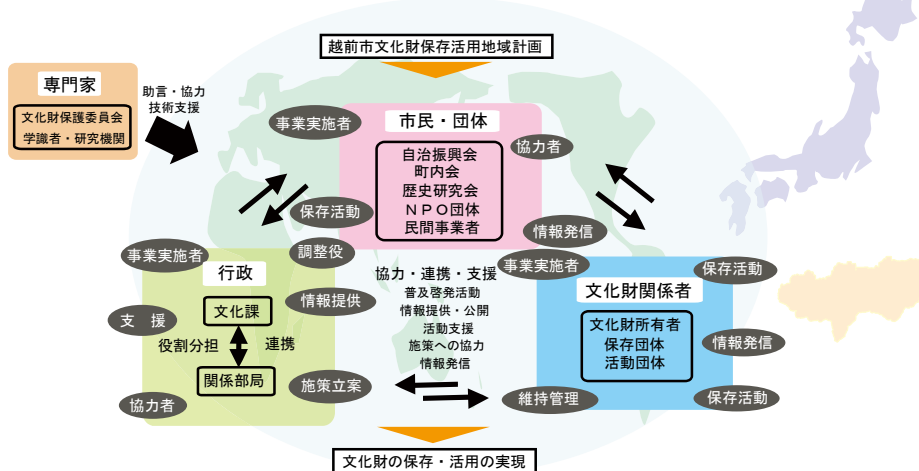 越前市文化財保存活用地域計画
専門家
文化財保護委員会
学識者・研究機関
助言・協力
技術支援
事業実施者
市民・団体
自治振興会
町内会
歴史研究会
ＮＰＯ団体
民間事業者
協力者
保存活動
情報発信
事業実施者
行政
調整役
文化課
役割分担
連携
関係部局
情報提供
支　援
施策立案
協力者
協力・連携・支援
普及啓発活動
情報提供・公開
活動支援
施策への協力
情報発信
事業実施者
文化財関係者
文化財所有者
保存団体
活動団体
保存活動
情報発信
維持管理
保存活動
文化財の保存・活用の実現